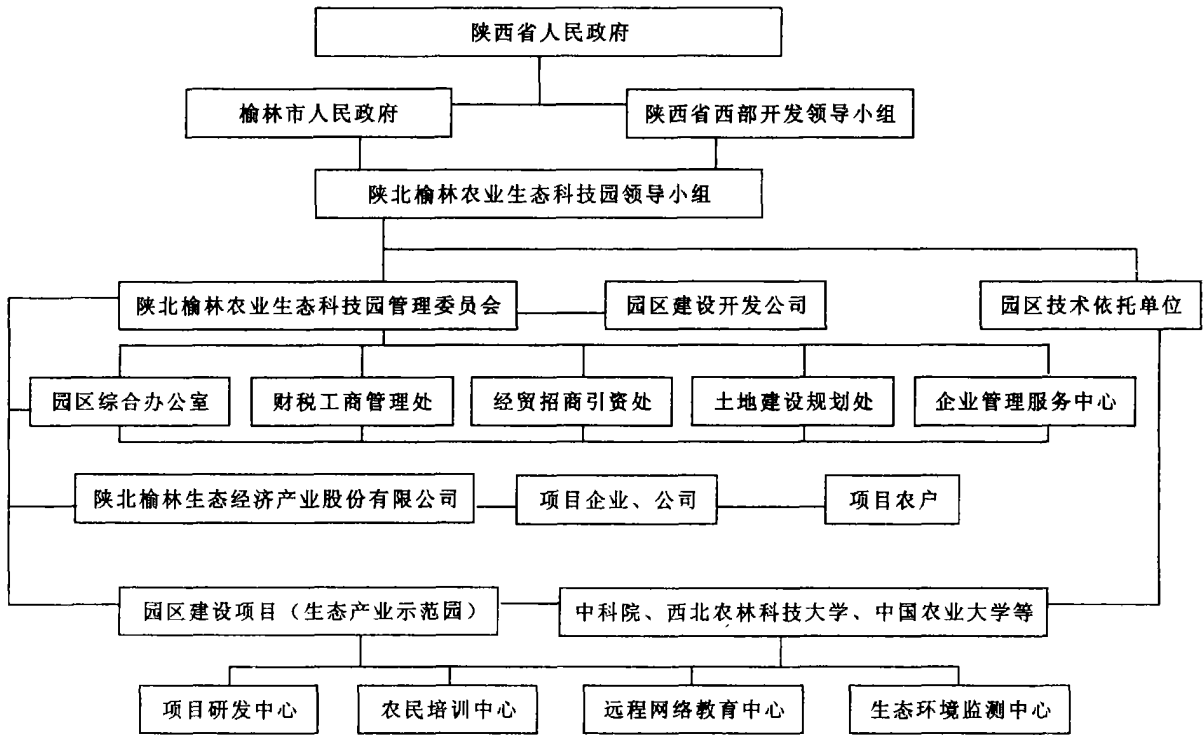 陕西省人民政府
榆林市人民政府
陕西省西部开发领导小组
陕北榆林农业生态科技园领导小组
陕北榆林农业生态科技园管理委员会
园区建设开发公司
园区技术依托单位
园区综合办公室
财税工商管理处
经贸招商引资处
土地建设规划处
企业管理服务中心
陕北榆林生态经济产业股份有限公司
项目企业、公司
项目农户
园区建设项目（生态产业示范园）
中科院、西北农林科技大学、中国农业大学等
项目研发中心
农民培训中心
远程网络教育中心
生态环境监测中心